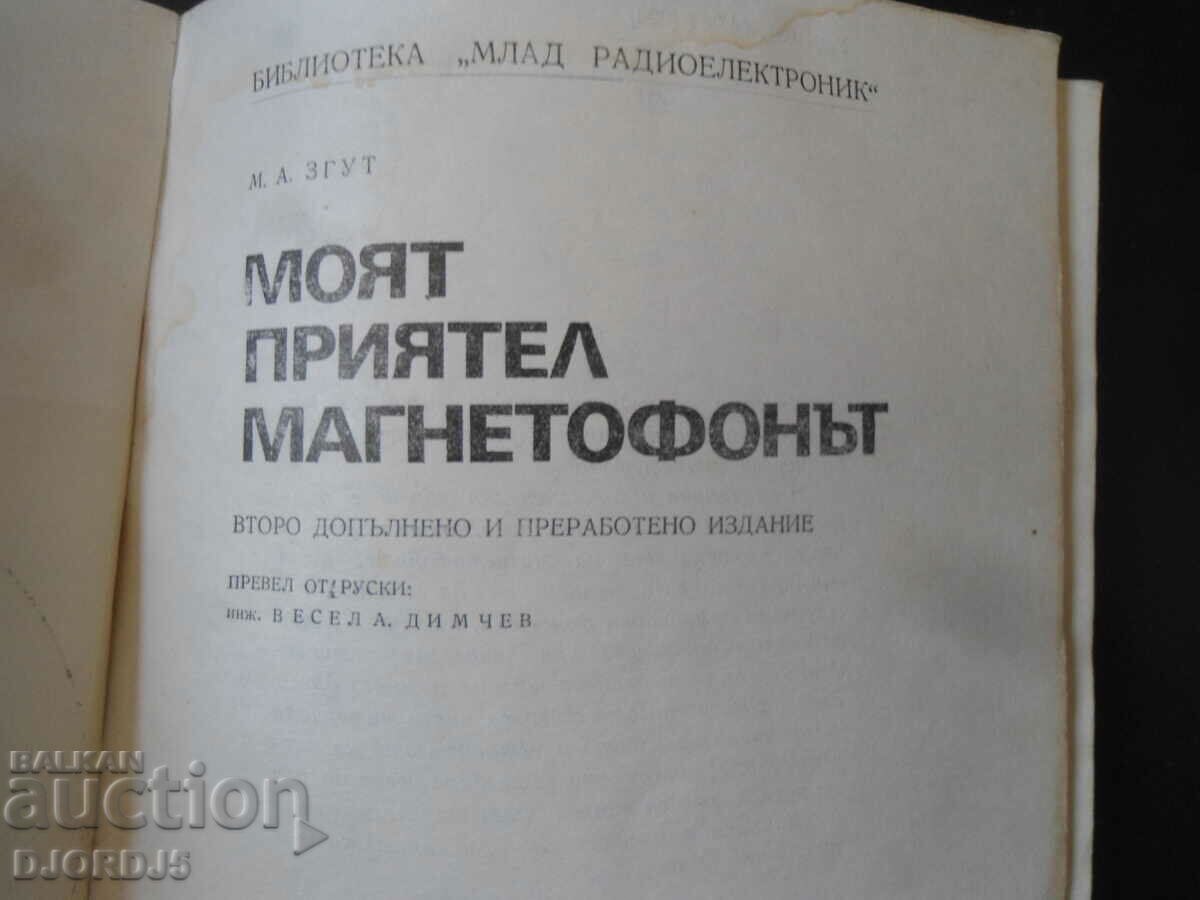 БИБЛИОТЕКА „МЛАД РАДИОЕЛЕКТРОНИК“
М. А. ЗГУТ
МОЯТ
ПРИЯТЕЛ
МАГНЕТОФОНЪТ
ВТОРО ДОПЪЛНЕНО И ПРЕРАБОТЕНО ИЗДАНИЕ
ПРЕВЕЛ ОТ РУСКИ:
инж. ВЕСЕЛ А. ДИМЧЕВ
BALKAN
auction
DJORDJ5